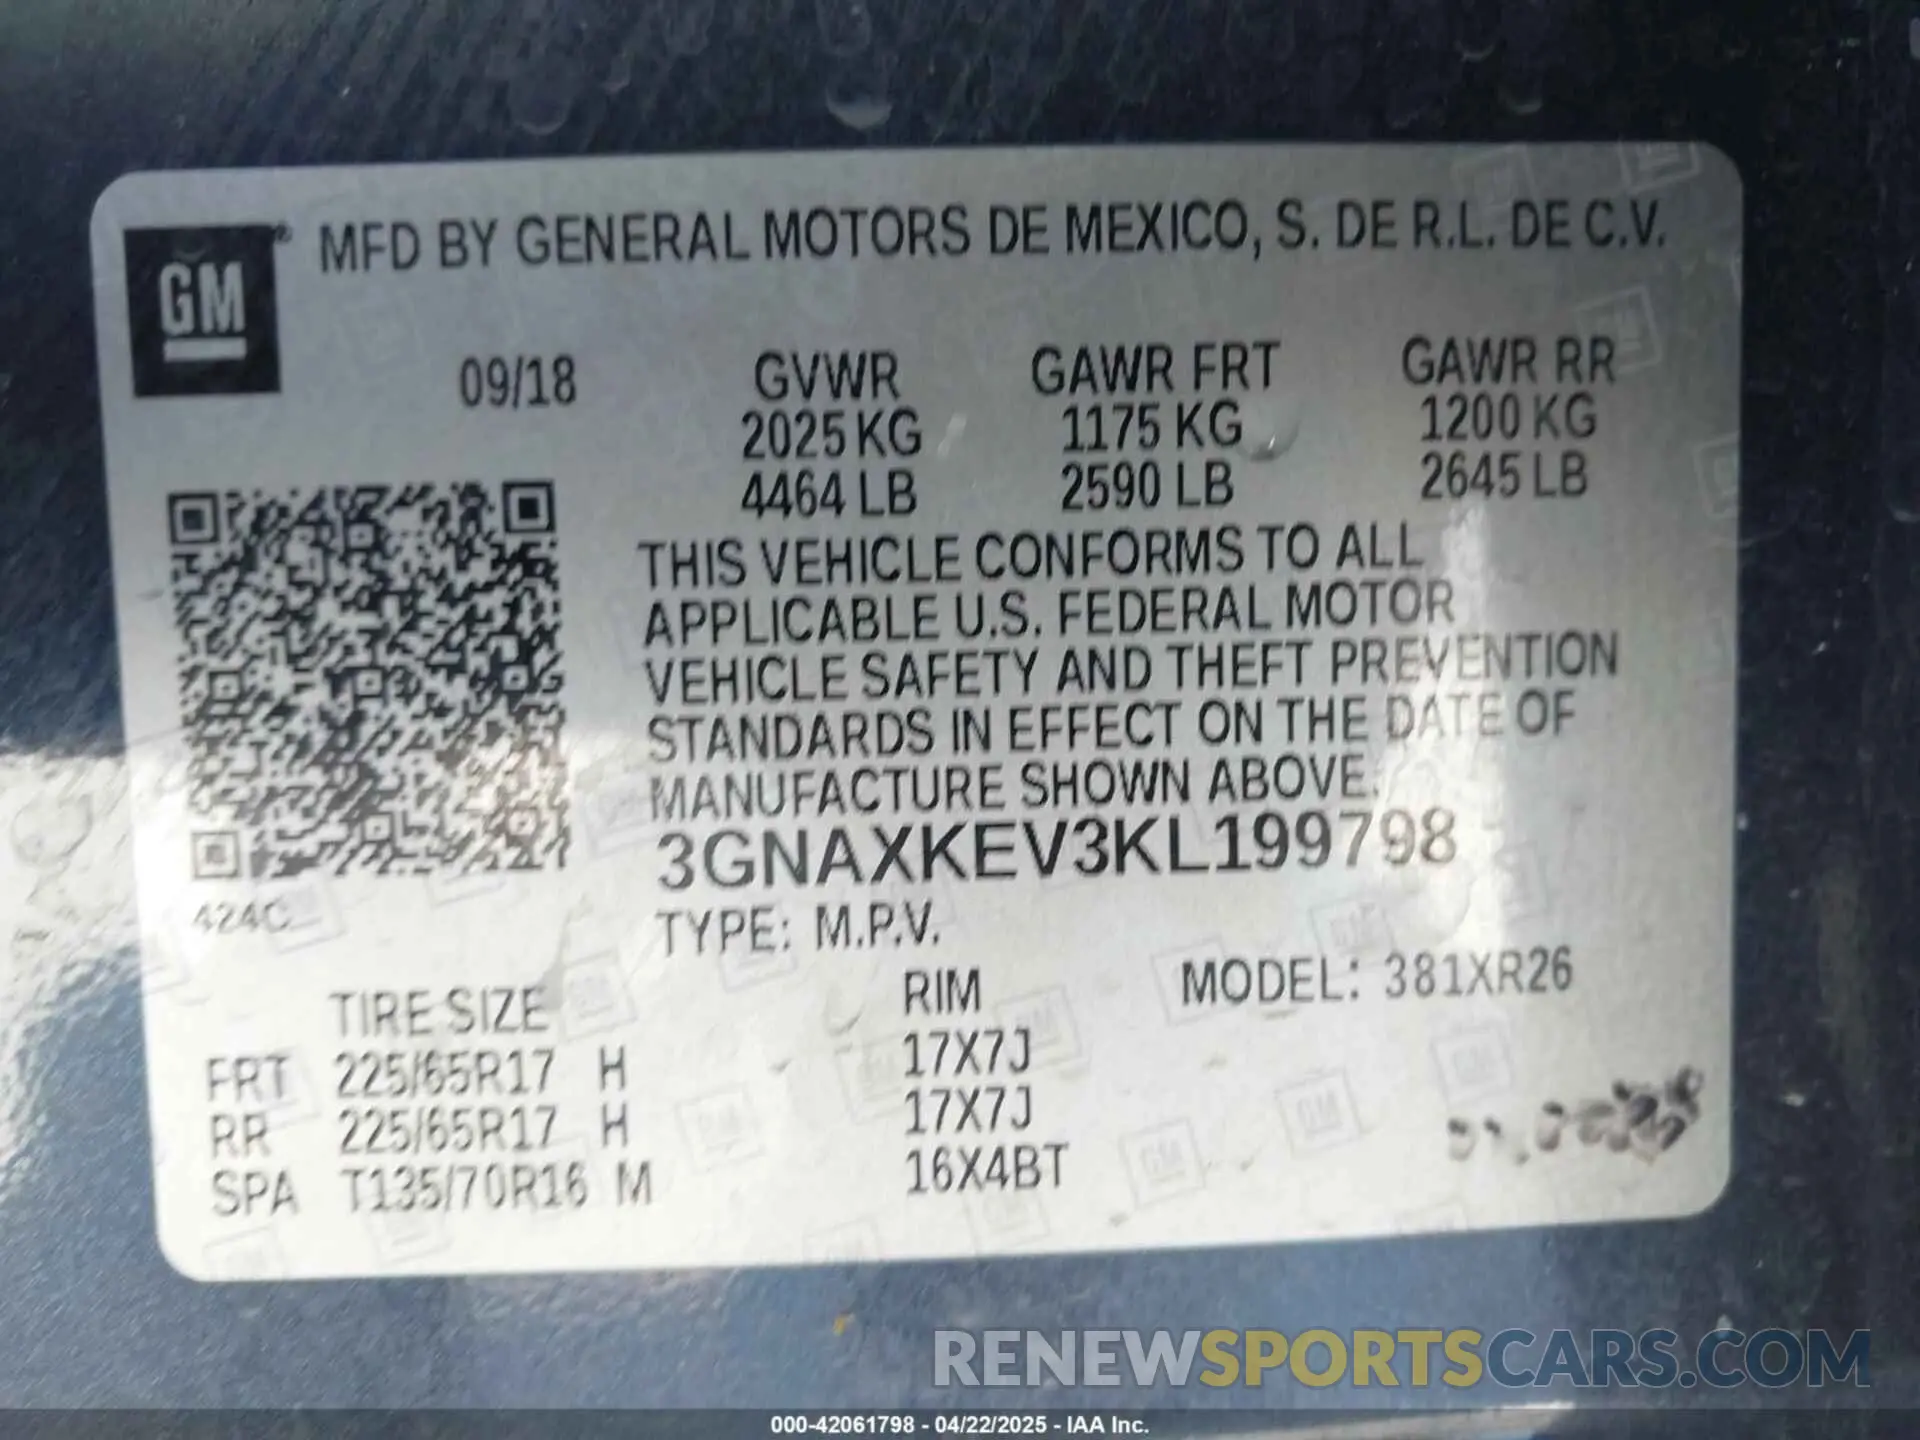 GM ® MFD BY GENERAL MOTORS DE MEXICO, S. DE R.L. DE C.V.
09/18 GVWR GAWR FRT GAWR RR
2025 KG 1175 KG 1200 KG
4464 LB 2590 LB 2645 LB
THIS VEHICLE CONFORMS TO ALL
APPLICABLE U.S. FEDERAL MOTOR
VEHICLE SAFETY AND THEFT PREVENTION
STANDARDS IN EFFECT ON THE DATE OF
MANUFACTURE SHOWN ABOVE.
3GNAXKEV3KL199798
424C
TYPE: M.P.V.
TIRE SIZE RIM MODEL: 381XR26
FRT 225/65R17 H 17X7J
RR 225/65R17 H 17X7J
SPA T135/70R16 M 16X4BT
RENEWSPORTSCARS.COM
000-42061798 - 04/22/2025 - IAA Inc.